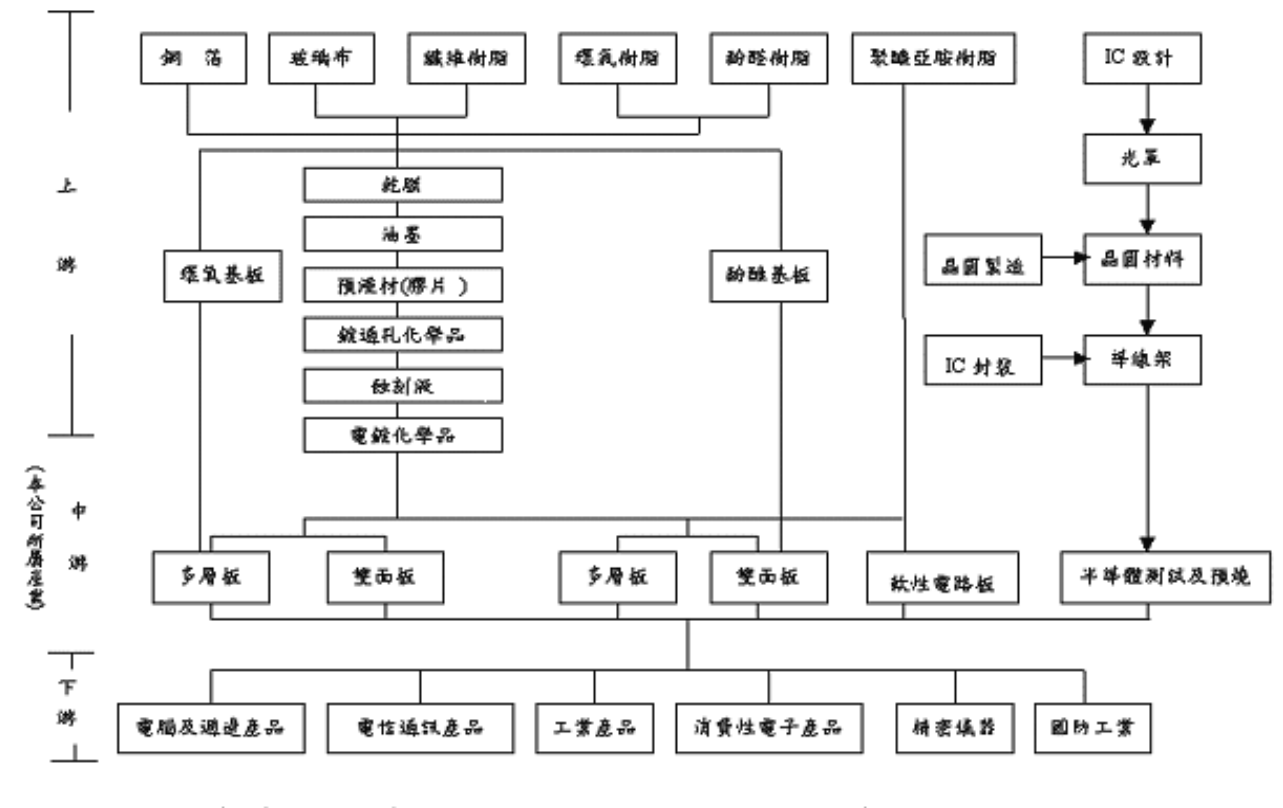 銅 箔
玻璃布
纖維樹脂
環氧樹脂
酚醛樹脂
聚醯亞胺樹脂
IC 設計
光罩
上
游
乾膜
油墨
預浸材(膠片 )
鍍通孔化學品
蝕刻液
電鍍化學品
環氧基板
酚醛基板
晶圓製造
晶圓材料
IC 封裝
導線架
(本公司所屬產業)
中
游
多層板
雙面板
多層板
雙面板
軟性電路板
半導體測試及預燒
下
游
電腦及週邊產品
電信通訊產品
工業產品
消費性電子產品
精密儀器
國防工業